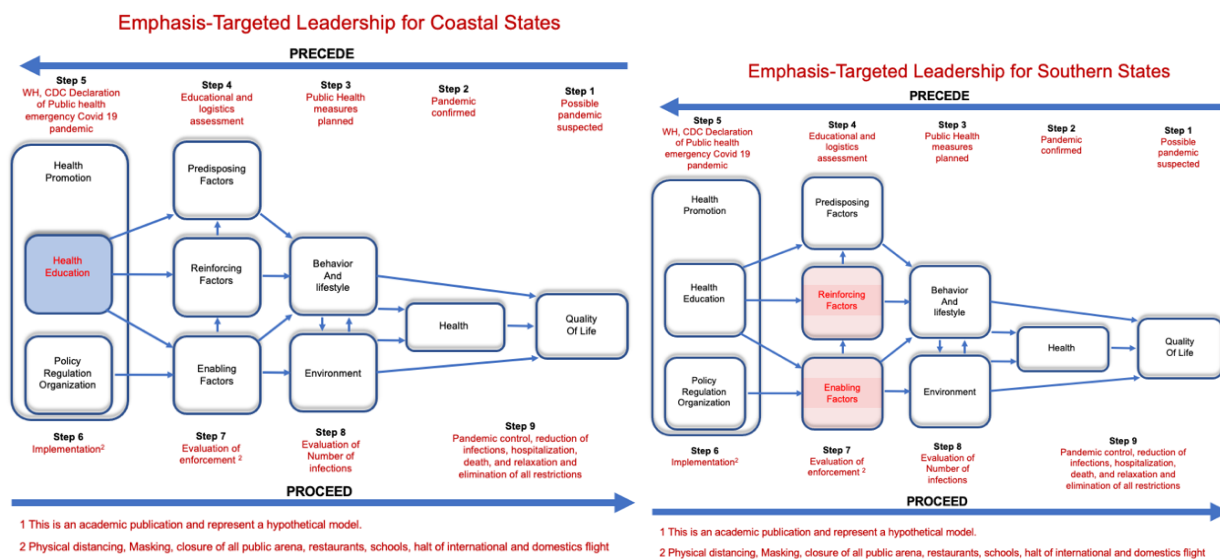 Emphasis-Targeted Leadership for Coastal States
PRECEDE
Step 5
WH, CDC Declaration
of Public health
emergency Covid 19
pandemic
Step 4
Educational and
logistics
assessment
Step 3
Public Health
measures
planned
Step 2
Pandemic
confirmed
Step 1
Possible
pandemic
suspected
Health
Promotion
Predisposing
Factors
Health
Education
Reinforcing
Factors
Behavior
And
lifestyle
Health
Quality
Of Life
Policy
Regulation
Organization
Enabling
Factors
Environment
Step 6
Implementation²
Step 7
Evaluation of
enforcement ²
Step 8
Evaluation of
Number of
infections
Step 9
Pandemic control, reduction of
infections, hospitalization,
death, and relaxation and
elimination of all restrictions
PROCEED
1 This is an academic publication and represent a hypothetical model.
2 Physical distancing, Masking, closure of all public arena, restaurants, schools, halt of international and domestics flight
Emphasis-Targeted Leadership for Southern States
PRECEDE
Step 5
WH, CDC Declaration
of Public health
emergency Covid 19
pandemic
Step 4
Educational and
logistics
assessment
Step 3
Public Health
measures
planned
Step 2
Pandemic
confirmed
Step 1
Possible
pandemic
suspected
Health
Promotion
Predisposing
Factors
Health
Education
Reinforcing
Factors
Behavior
And
lifestyle
Health
Quality
Of Life
Policy
Regulation
Organization
Enabling
Factors
Environment
Step 6
Implementation²
Step 7
Evaluation of
enforcement ²
Step 8
Evaluation of
Number of
infections
Step 9
Pandemic control, reduction of
infections, hospitalization,
death, and relaxation and
elimination of all restrictions
PROCEED
1 This is an academic publication and represent a hypothetical model.
2 Physical distancing, Masking, closure of all public arena, restaurants, schools, halt of international and domestics flight